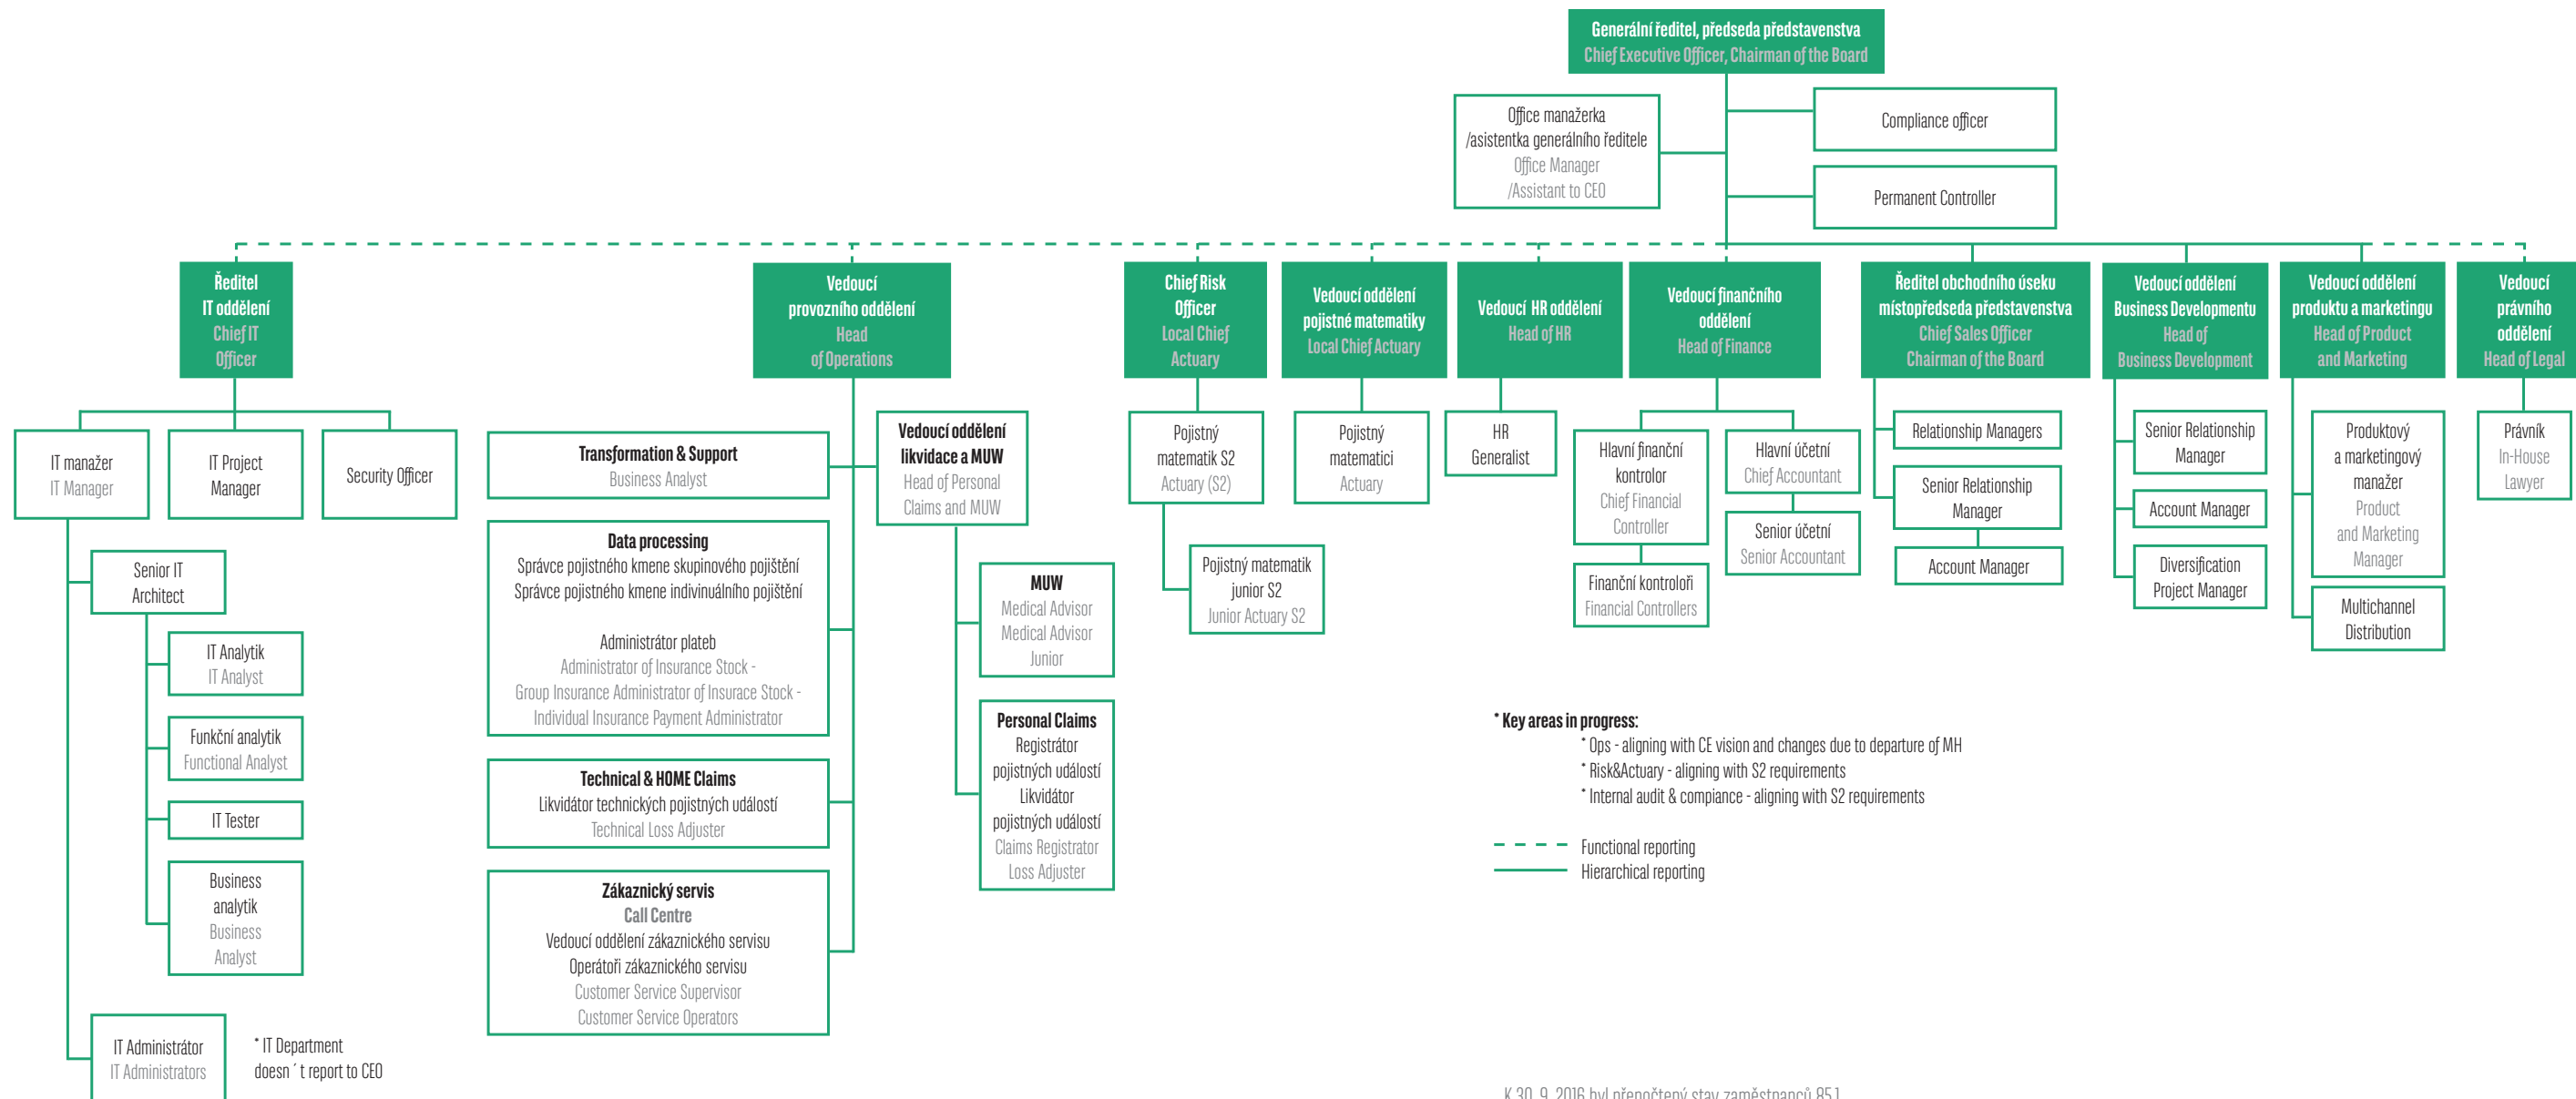 Generální ředitel, předseda představenstva
Chief Executive Officer, Chairman of the Board
Office manažerka
/asistentka generálního ředitele
Office Manager
/Assistant to CEO
Compliance officer
Permanent Controller
Ředitel
IT oddělení
Chief IT
Officer
Vedoucí
provozního oddělení
Head
of Operations
Chief Risk
Officer
Local Chief
Actuary
Vedoucí oddělení
pojistné matematiky
Local Chief Actuary
Vedoucí HR oddělení
Head of HR
Vedoucí finančního
oddělení
Head of Finance
Ředitel obchodního úseku
místopředseda představenstva
Chief Sales Officer
Chairman of the Board
Vedoucí oddělení
Business Developmentu
Head of
Business Development
Vedoucí oddělení
produktu a marketingu
Head of Product
and Marketing
Vedoucí
právního
oddělení
Head of Legal
IT manažer
IT Manager
IT Project
Manager
Security Officer
Senior IT
Architect
IT Analytik
IT Analyst
Funkční analytik
Functional Analyst
IT Tester
Business
analytik
Business
Analyst
IT Administrátor
IT Administrators
* IT Department
doesn´t report to CEO
Transformation & Support
Business Analyst
Data processing
Správce pojistného kmene skupinového pojištění
Správce pojistného kmene indivinuálního pojištění
Administrátor plateb
Administrator of Insurance Stock -
Group Insurance Administrator of Insurace Stock -
Individual Insurance Payment Administrator
Technical & HOME Claims
Likvidátor technických pojistných událostí
Technical Loss Adjuster
Zákaznický servis
Call Centre
Vedoucí oddělení zákaznického servisu
Operátoři zákaznického servisu
Customer Service Supervisor
Customer Service Operators
Vedoucí oddělení
likvidace a MUW
Head of Personal
Claims and MUW
MUW
Medical Advisor
Medical Advisor
Junior
Personal Claims
Registrátor
pojistných událostí
Likvidátor
pojistných událostí
Claims Registrator
Loss Adjuster
Pojistný
matematik S2
Actuary (S2)
Pojistný matematik
junior S2
Junior Actuary S2
Pojistný
matematici
Actuary
HR
Generalist
Hlavní finanční
kontrolor
Chief Financial
Controller
Finanční kontroloři
Financial Controllers
Hlavní účetní
Chief Accountant
Senior účetní
Senior Accountant
Relationship Managers
Senior Relationship
Manager
Account Manager
Senior Relationship
Manager
Account Manager
Diversification
Project Manager
Produktový
a marketingový
manažer
Product
and Marketing
Manager
Multichannel
Distribution
Právník
In-House
Lawyer
* Key areas in progress:
* Ops - aligning with CE vision and changes due to departure of MH
* Risk&Actuary - aligning with S2 requirements
* Internal audit & compiance - aligning with S2 requirements
Functional reporting
Hierarchical reporting
K 30. 9. 2016 byl přepočtený stav zaměstnanců 85,1